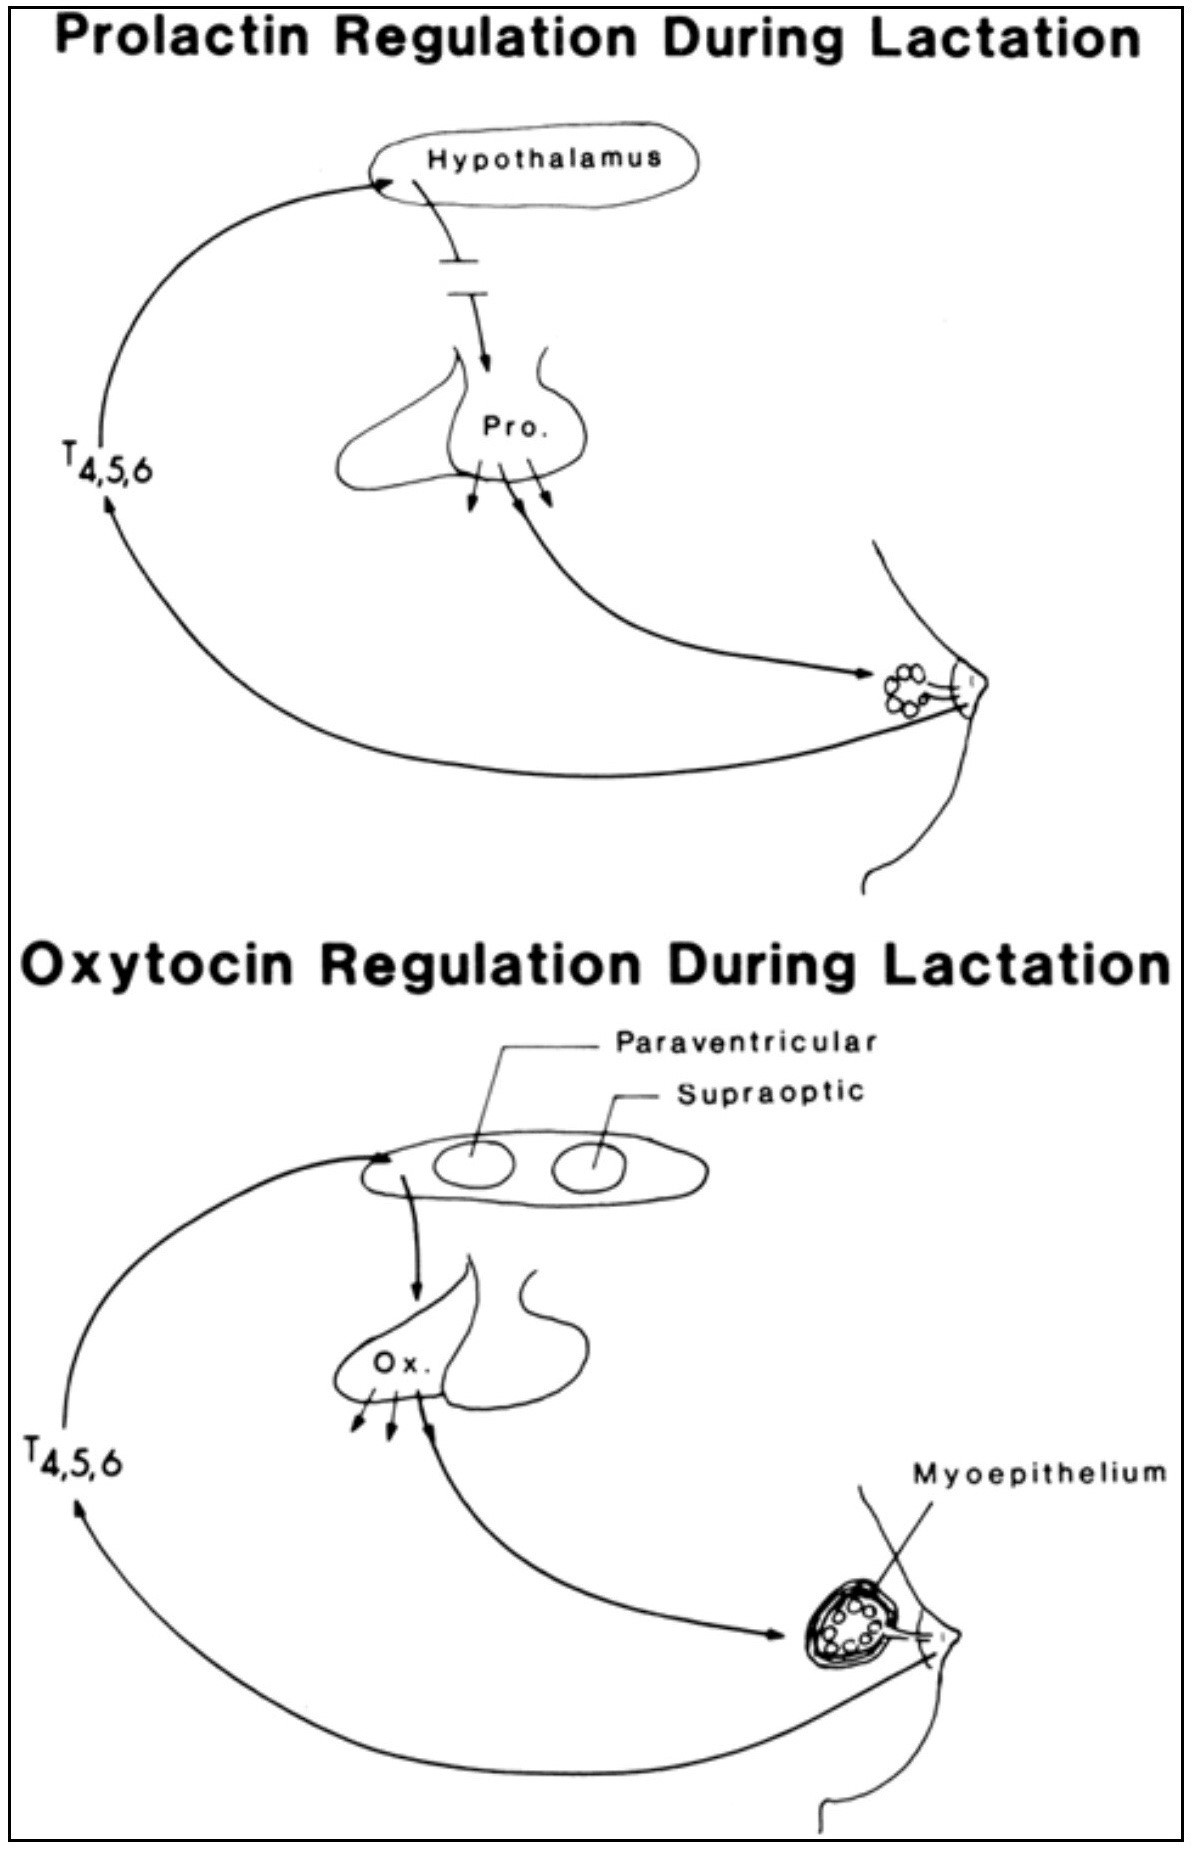 Prolactin Regulation During Lactation
Hypothalamus
Pro.
T4,5,6
Oxytocin Regulation During Lactation
Paraventricular
Supraoptic
Ox.
T4,5,6
Myoepithelium